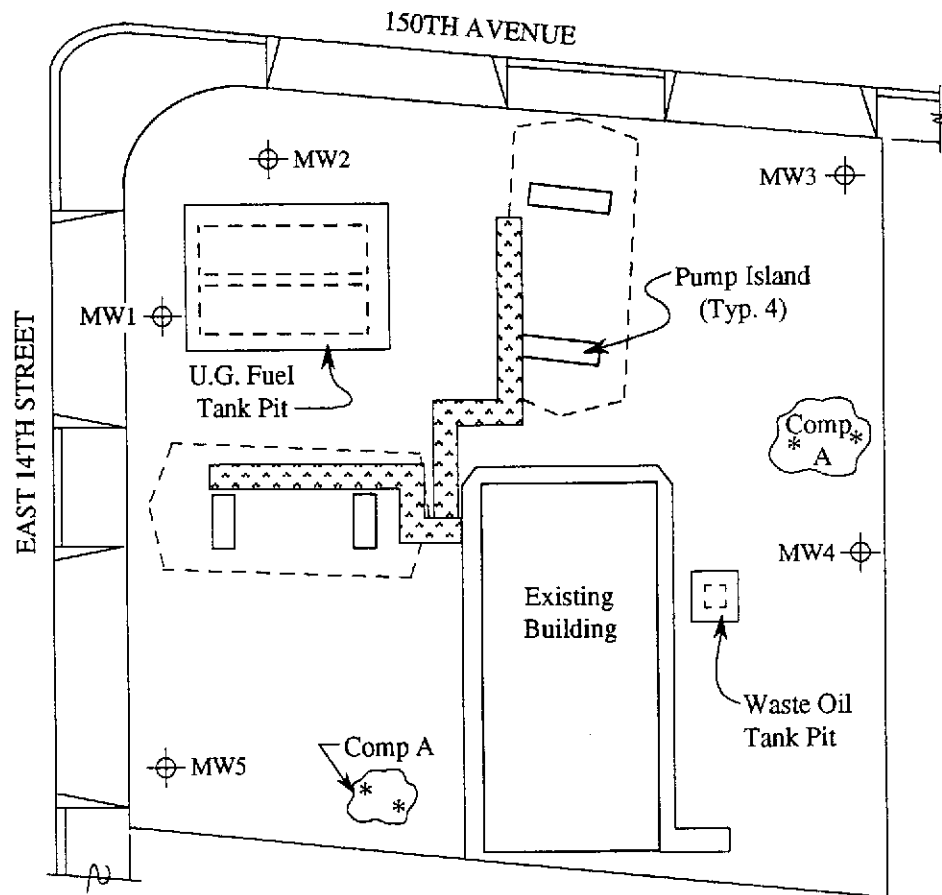 150TH AVENUE
MW2
MW3
Pump Island
(Typ. 4)
MW1
U.G. Fuel
Tank Pit
EAST 14TH STREET
Comp
* *
A
MW4
Existing
Building
Waste Oil
Tank Pit
Comp A
* *
MW5